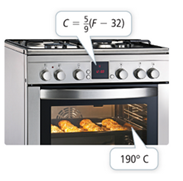 C = 5/9(F − 32)
190° C